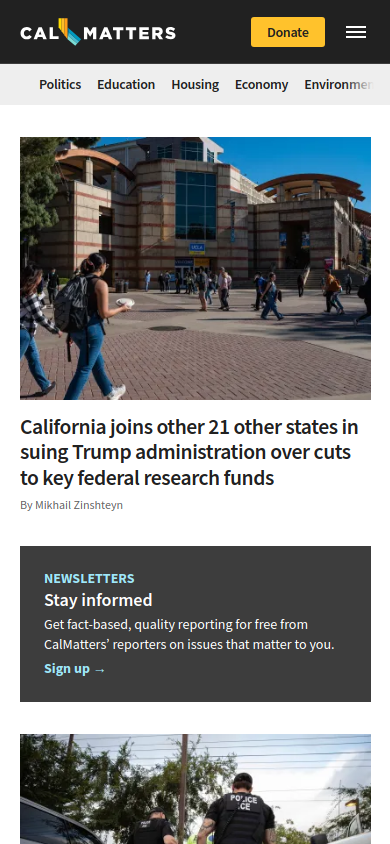 CAL MATTERS
Donate
Politics Education Housing Economy Environmen
California joins other 21 other states in
suing Trump administration over cuts
to key federal research funds
By Mikhail Zinshteyn
NEWSLETTERS
Stay informed
Get fact-based, quality reporting for free from
CalMatters’ reporters on issues that matter to you.
Sign up →
POLICE
ICE